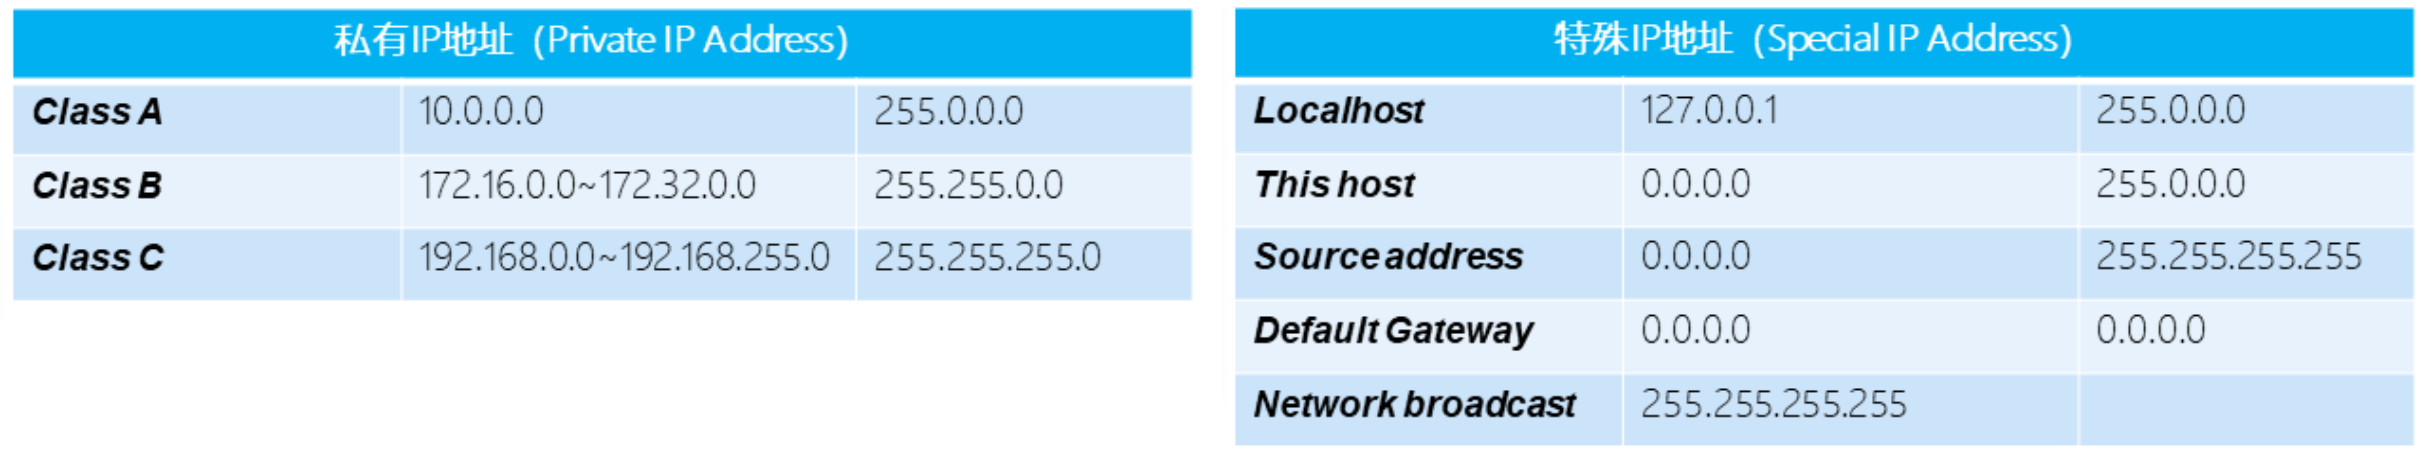 私有IP地址（Private IP Address）
Class A 10.0.0.0 255.0.0.0
Class B 172.16.0.0~172.32.0.0 255.255.0.0
Class C 192.168.0.0~192.168.255.0 255.255.255.0
特殊IP地址（Special IP Address）
Localhost 127.0.0.1 255.0.0.0
This host 0.0.0.0 255.0.0.0
Source address 0.0.0.0 255.255.255.255
Default Gateway 0.0.0.0 0.0.0.0
Network broadcast 255.255.255.255